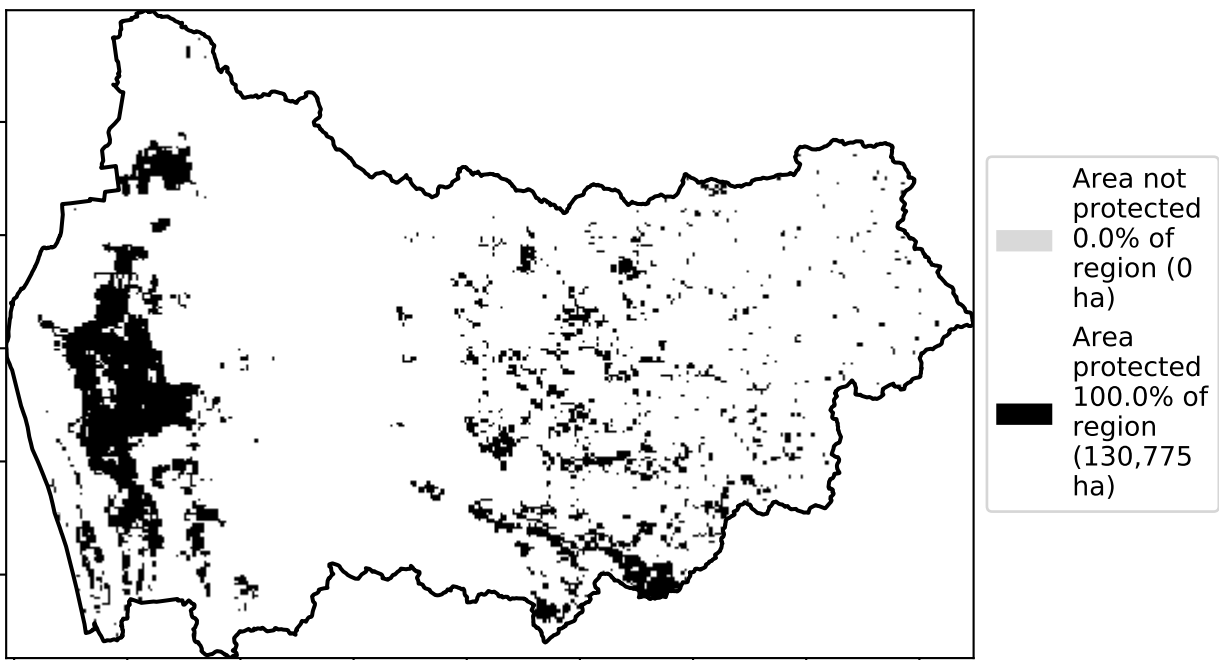 Area not
protected
0.0% of
region (0
ha)
Area
protected
100.0% of
region
(130,775
ha)